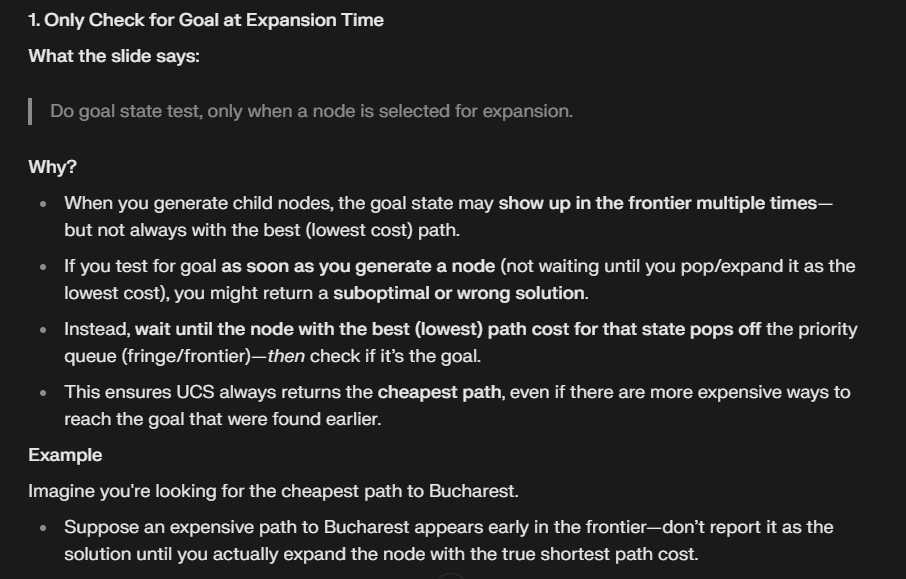 1. Only Check for Goal at Expansion Time
What the slide says:
Do goal state test, only when a node is selected for expansion.
Why?
• When you generate child nodes, the goal state may show up in the frontier multiple times—
but not always with the best (lowest cost) path.
• If you test for goal as soon as you generate a node (not waiting until you pop/expand it as the
lowest cost), you might return a suboptimal or wrong solution.
• Instead, wait until the node with the best (lowest) path cost for that state pops off the priority
queue (fringe/frontier)—then check if it’s the goal.
• This ensures UCS always returns the cheapest path, even if there are more expensive ways to
reach the goal that were found earlier.
Example
Imagine you're looking for the cheapest path to Bucharest.
• Suppose an expensive path to Bucharest appears early in the frontier—don’t report it as the
solution until you actually expand the node with the true shortest path cost.